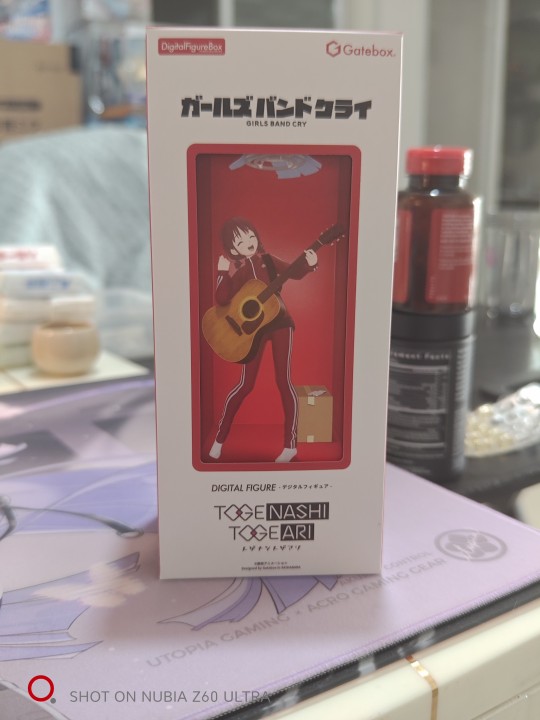 DigitalFigureBox
Gatebox.
ガールズバンドクライ
GIRLS BAND CRY
DIGITAL FIGURE - デジタルフィギュア -
TOGENASHI
TOGEARI
トゲナシトゲアリ
UTOPIA GAMING × ACRO GAMING GEAR
CONTROL
SHOT ON NUBIA Z60 ULTRA